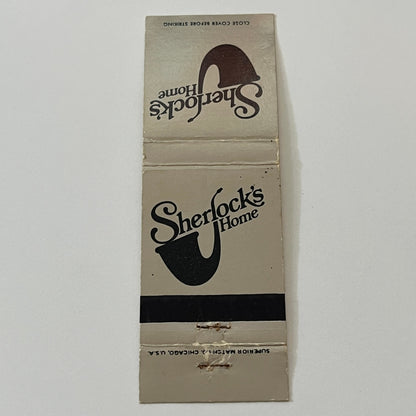 CLOSE COVER BEFORE STRIKING
Sherlock's
Home
Sherlock's
Home
SUPERIOR MATCH CO. CHICAGO, U.S.A.